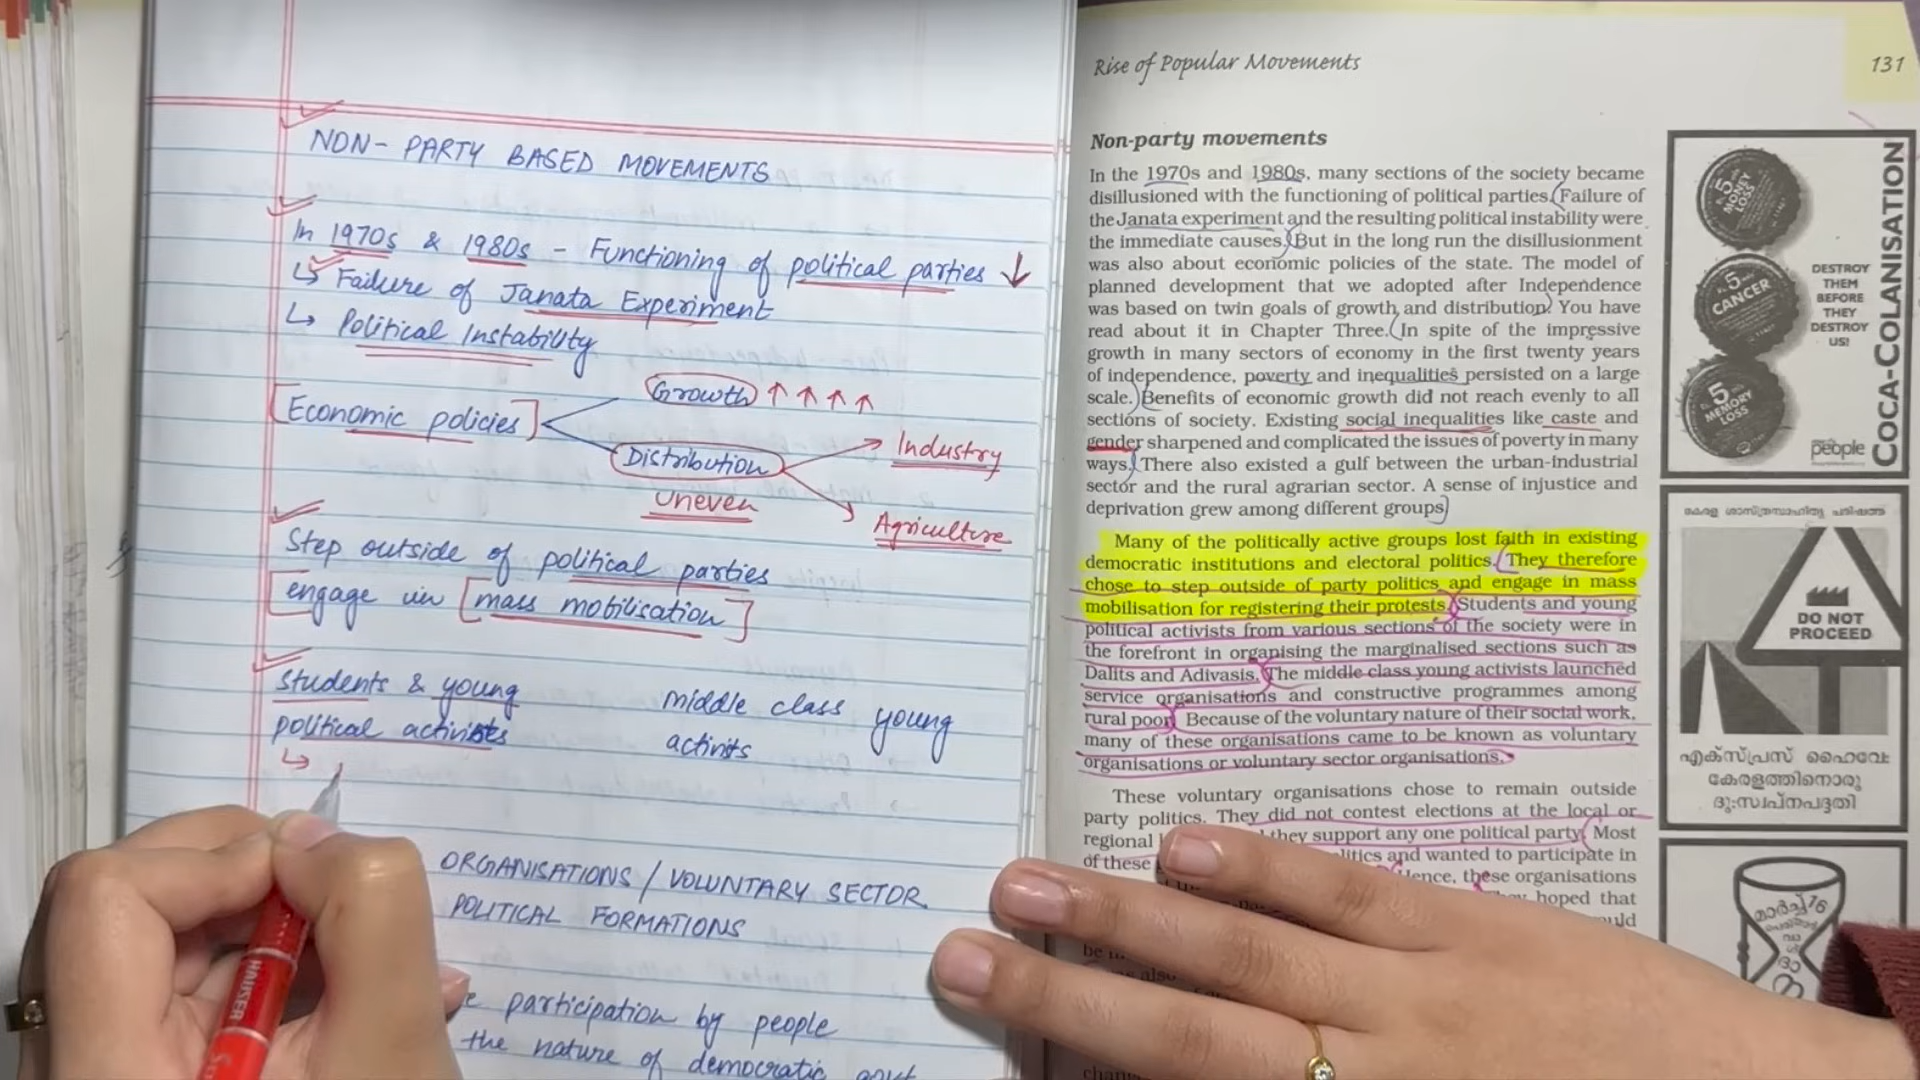 NON- PARTY BASED MOVEMENTS
In 1970s & 1980s - Functioning of political parties ↓
↳ Failure of Janata Experiment
↳ Political Instability
Growth ↑ ↑ ↑ ↑
[Economic policies]
Distribution
Uneven
Industry
Agriculture
Step outside of political parties
[engage in [mass mobilisation]
students & young
political activists
↳
middle class young
activists
ORGANISATIONS / VOLUNTARY SECTOR
POLITICAL FORMATIONS
participation by people
the nature of democratic govt
Rise of Popular Movements
131
Non-party movements
In the 1970s and 1980s, many sections of the society became
disillusioned with the functioning of political parties. Failure of
the Janata experiment and the resulting political instability were
the immediate causes. But in the long run the disillusionment
was also about economic policies of the state. The model of
planned development that we adopted after Independence
was based on twin goals of growth and distribution. You have
read about it in Chapter Three. In spite of the impressive
growth in many sectors of economy in the first twenty years
of independence, poverty and inequalities persisted on a large
scale. Benefits of economic growth did not reach evenly to all
sections of society. Existing social inequalities like caste and
gender sharpened and complicated the issues of poverty in many
ways. There also existed a gulf between the urban-industrial
sector and the rural agrarian sector. A sense of injustice and
deprivation grew among different groups.
Many of the politically active groups lost faith in existing
democratic institutions and electoral politics. They therefore
chose to step outside of party politics and engage in mass
mobilisation for registering their protests. Students and young
political activists from various sections of the society were in
the forefront in organising the marginalised sections such as
Dalits and Adivasis. The middle class young activists launched
service organisations and constructive programmes among
rural poor. Because of the voluntary nature of their social work,
many of these organisations came to be known as voluntary
organisations or voluntary sector organisations.
These voluntary organisations chose to remain outside
party politics. They did not contest elections at the local or
regional they support any one political party. Most
of these and wanted to participate in
Hence, these organisations
hoped that
COCA-COLANISATION
5 MONEY LOSS
5 CANCER
5 MEMORY LOSS
DESTROY
THEM
BEFORE
THEY
DESTROY
US!
people
കേരള ശാസ്ത്രസാഹിത്യ പരിഷത്ത്
DO NOT
PROCEED
എക്സ്പ്രസ് ഹൈവേ:
കേരളത്തിനൊരു
ദു:സ്വപ്നപദ്ധതി
മാർച്ച് 16
HAUSER